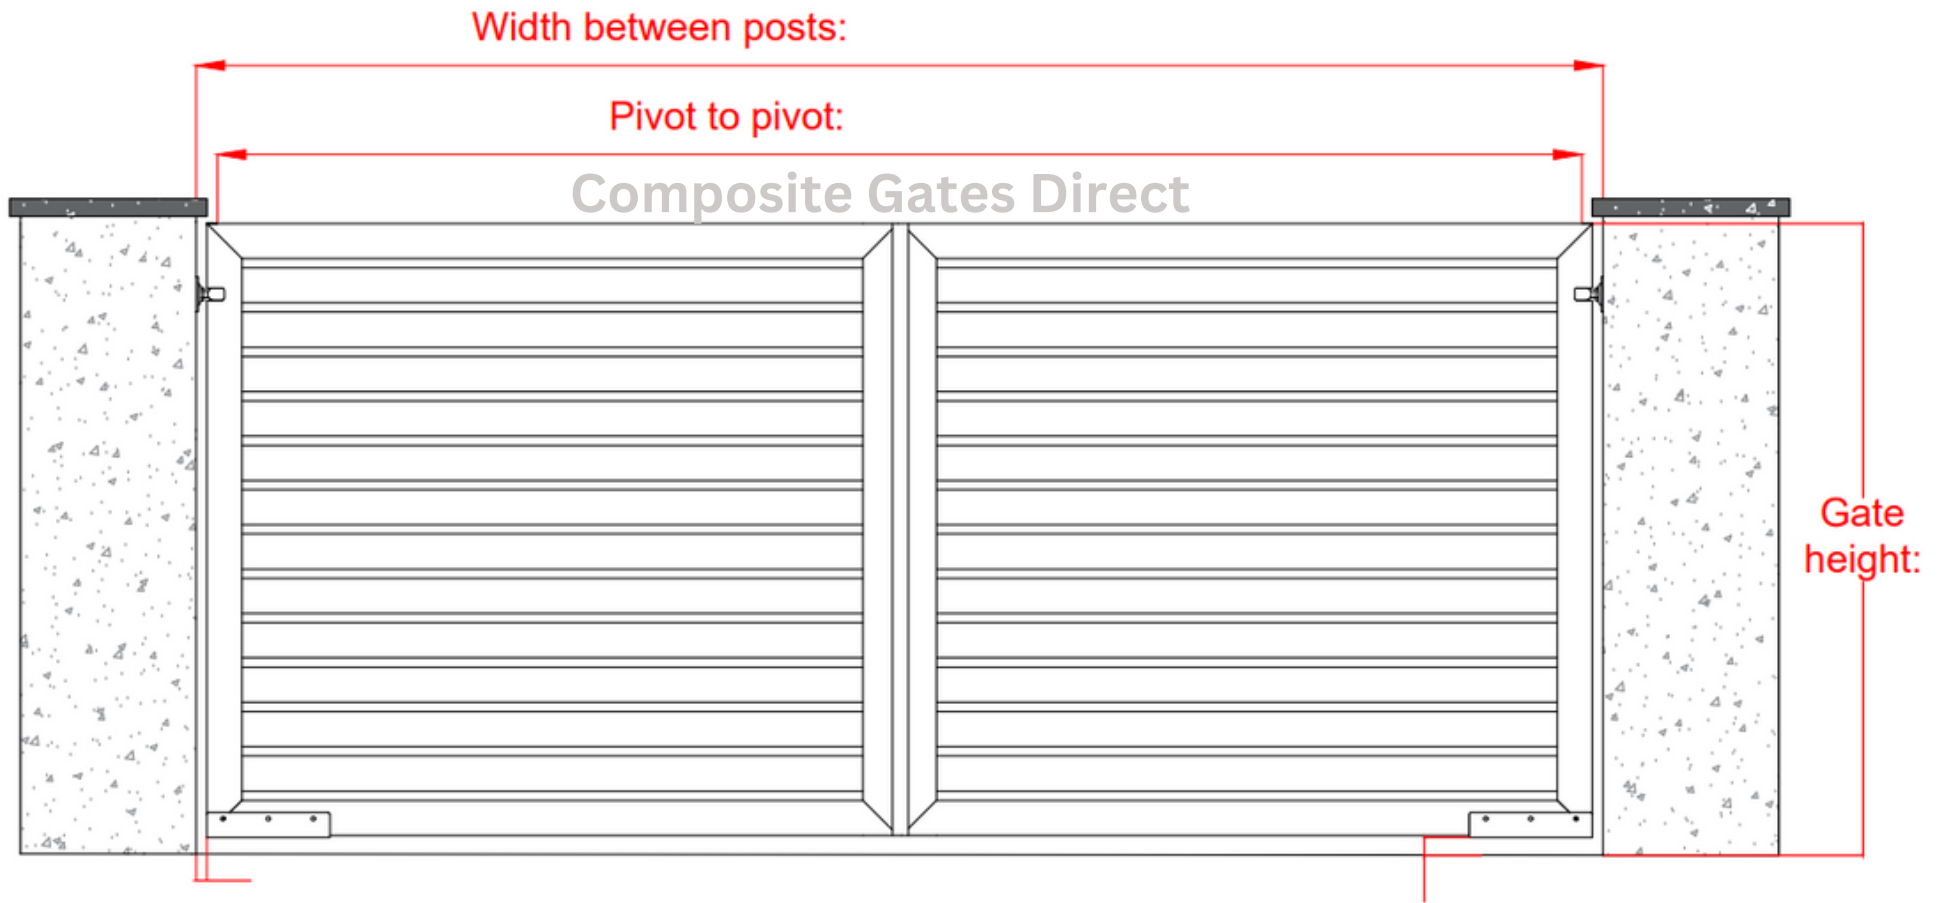 Width between posts:
Pivot to pivot:
Composite Gates Direct
Gate
height: